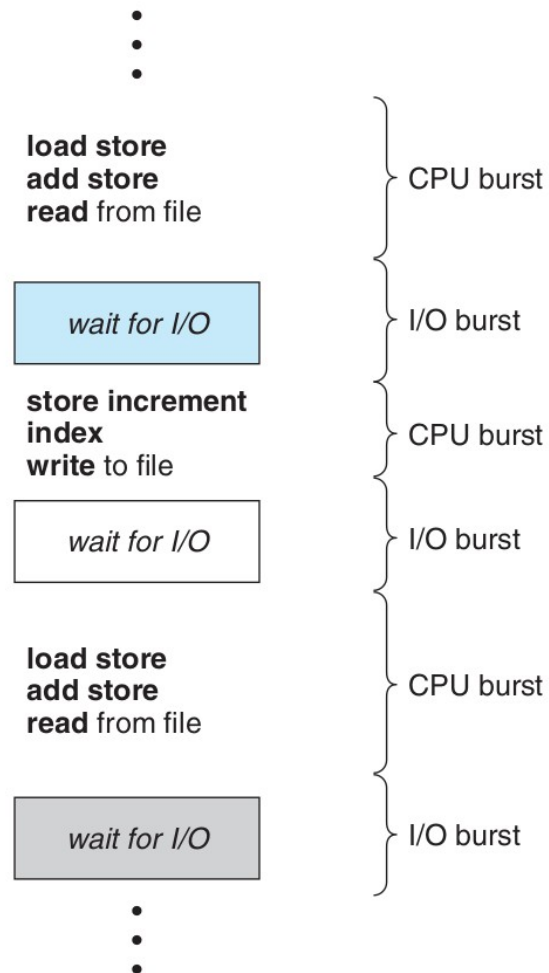 load store
add store
read from file
CPU burst
wait for I/O
I/O burst
store increment
index
write to file
CPU burst
wait for I/O
I/O burst
load store
add store
read from file
CPU burst
wait for I/O
I/O burst